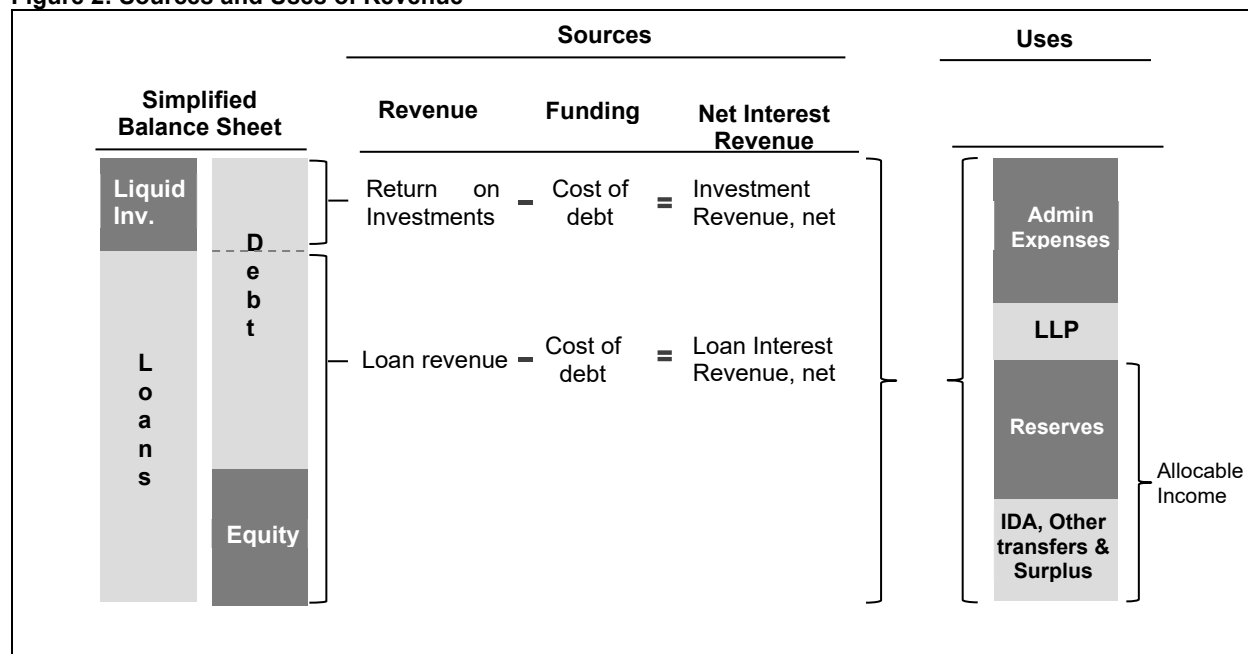 Figure 2: Sources and Uses of Revenue
Sources
Uses
Simplified
Balance Sheet
Revenue
Funding
Net Interest
Revenue
Liquid
Inv.
D
e
b
t
Return on
Investments
–
Cost of
debt
=
Investment
Revenue, net
L
o
a
n
s
Loan revenue
–
Cost of
debt
=
Loan Interest
Revenue, net
Equity
Admin
Expenses
LLP
Reserves
IDA, Other
transfers &
Surplus
Allocable
Income